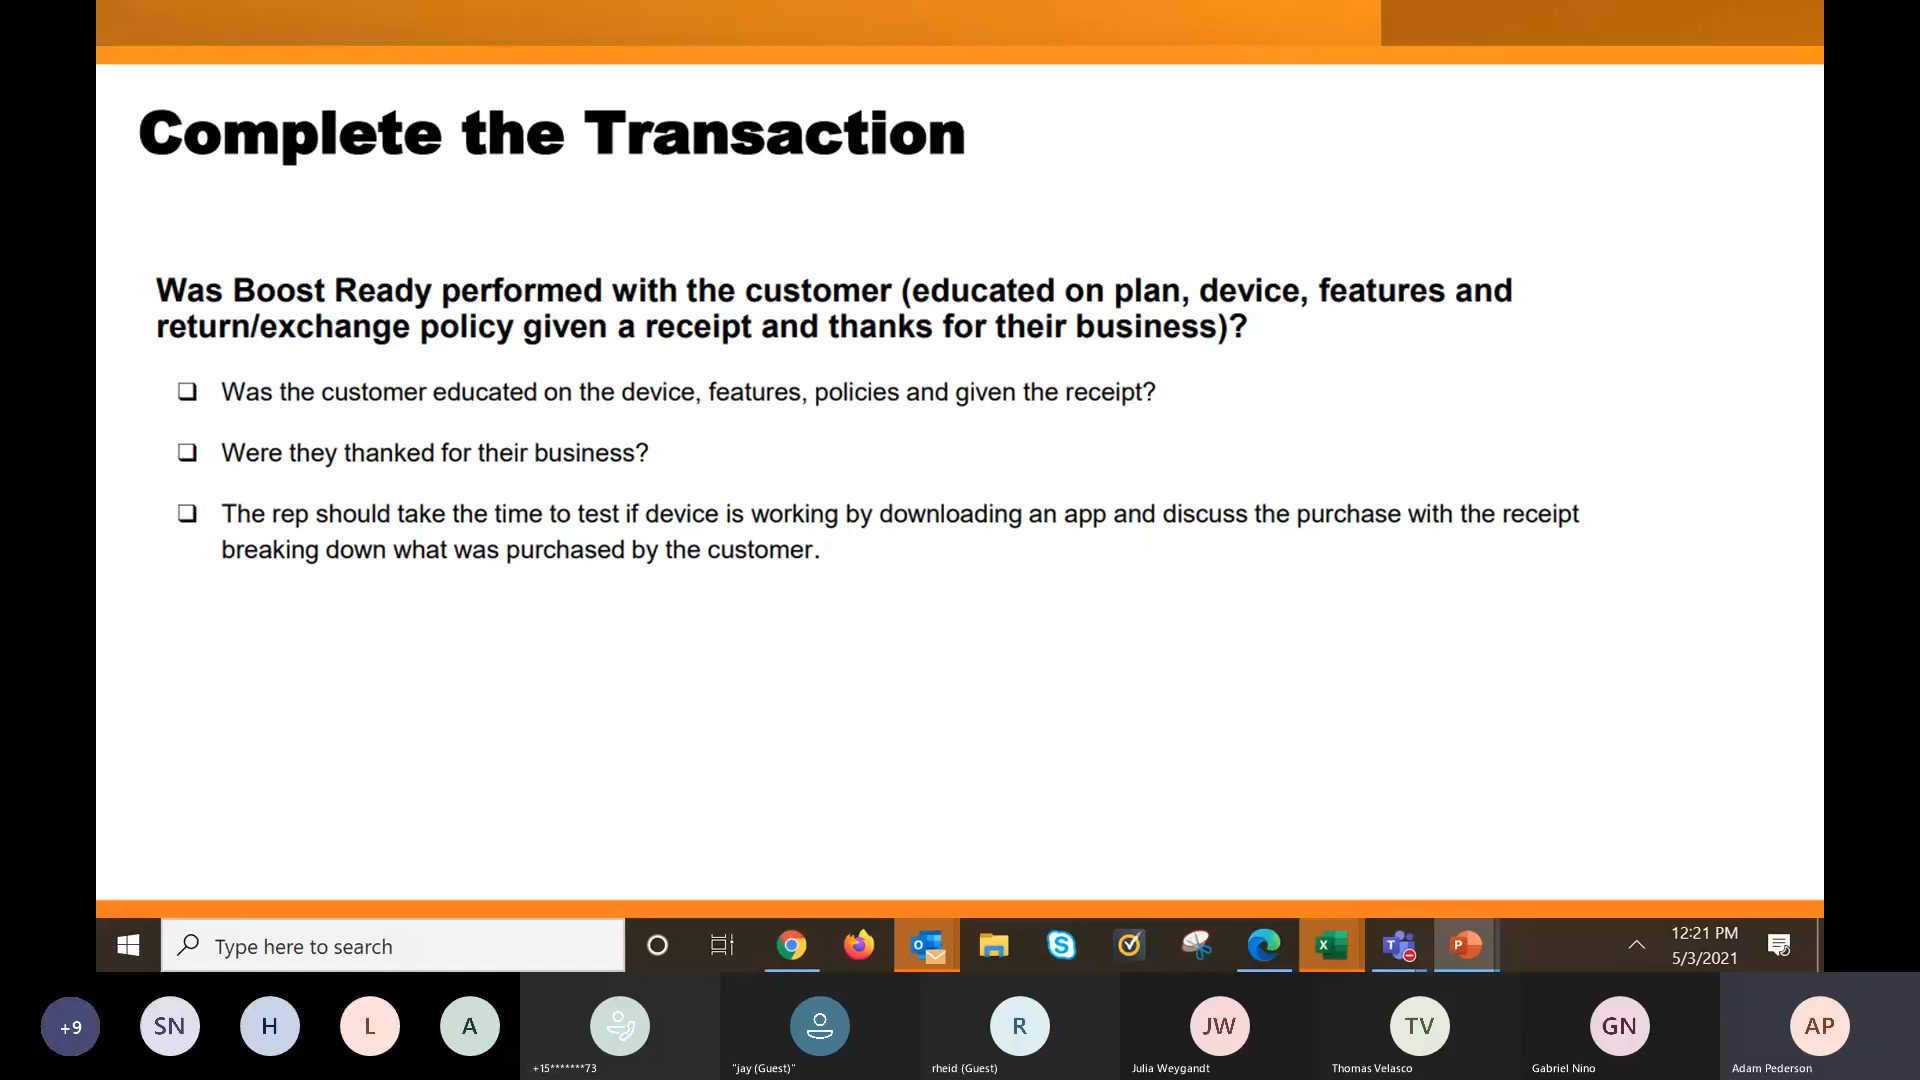 Complete the Transaction
Was Boost Ready performed with the customer (educated on plan, device, features and
return/exchange policy given a receipt and thanks for their business)?
❑ Was the customer educated on the device, features, policies and given the receipt?
❑ Were they thanked for their business?
❑ The rep should take the time to test if device is working by downloading an app and discuss the purchase with the receipt
breaking down what was purchased by the customer.
Type here to search
12:21 PM
5/3/2021
+9
SN
H
L
A
R
JW
TV
GN
AP
+15*******73
"jay (Guest)"
rheid (Guest)
Julia Weygandt
Thomas Velasco
Gabriel Nino
Adam Pederson